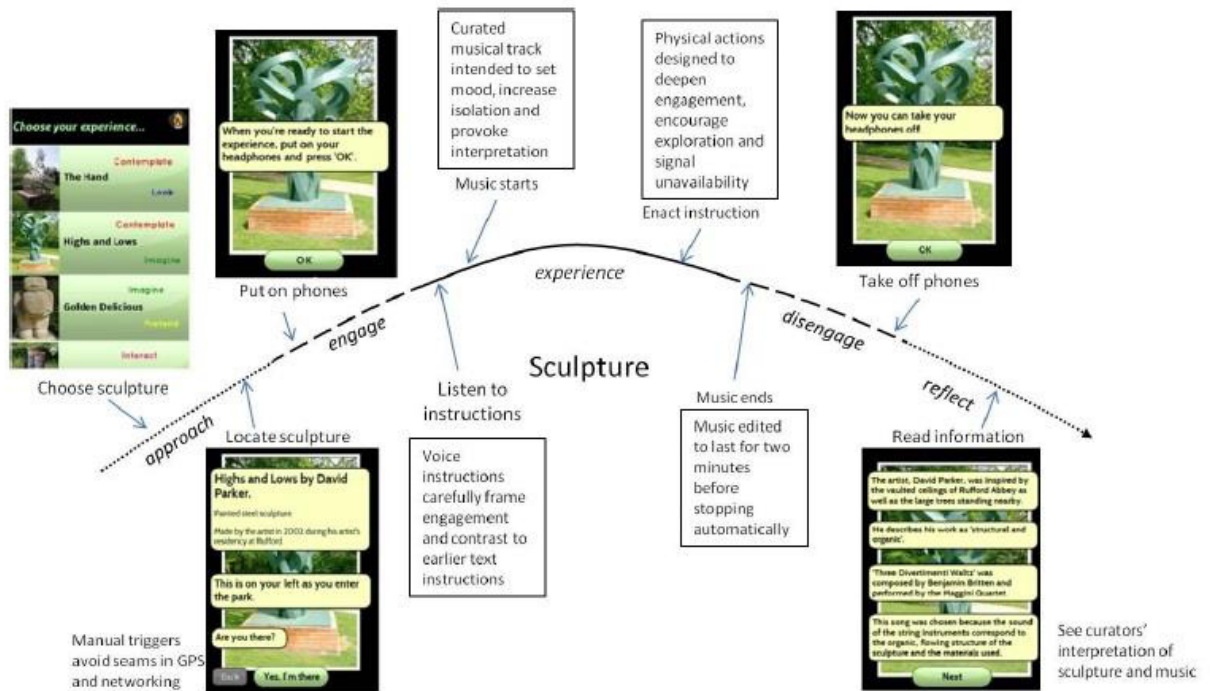 Choose your experience...
Contemplate
The Hand
Look
Contemplate
Highs and Lows
Imagine
Imagine
Golden Delicious
Pretend
Interact
Choose sculpture
When you're ready to start the
experience, put on your
headphones and press 'OK'.
OK
Put on phones
Curated
musical track
intended to set
mood, increase
isolation and
provoke
interpretation
Music starts
Physical actions
designed to
deepen
engagement,
encourage
exploration and
signal
unavailability
Enact instruction
Now you can take your
headphones off
OK
Take off phones
approach
engage
experience
disengage
reflect
Sculpture
Locate sculpture
Highs and Lows by David
Parker.
Painted steel sculpture
Made by the artist in 2002 during his artist's
residency at Rufford.
This is on your left as you enter
the park.
Are you there?
Back
Yes, I'm there
Manual triggers
avoid seams in GPS
and networking
Listen to
instructions
Voice
instructions
carefully frame
engagement
and contrast to
earlier text
instructions
Music ends
Music edited
to last for two
minutes
before
stopping
automatically
Read information
The artist, David Parker, was inspired by
the vaulted ceilings of Rufford Abbey as
well as the large trees standing nearby.
He describes his work as 'structural and
organic'.
'Three Divertimenti Waltz' was
composed by Benjamin Britten and
performed by the Maggini Quartet
This song was chosen because the sound
of the string instruments correspond to
the organic, flowing structure of the
sculpture and the materials used.
Next
See curators'
interpretation of
sculpture and music